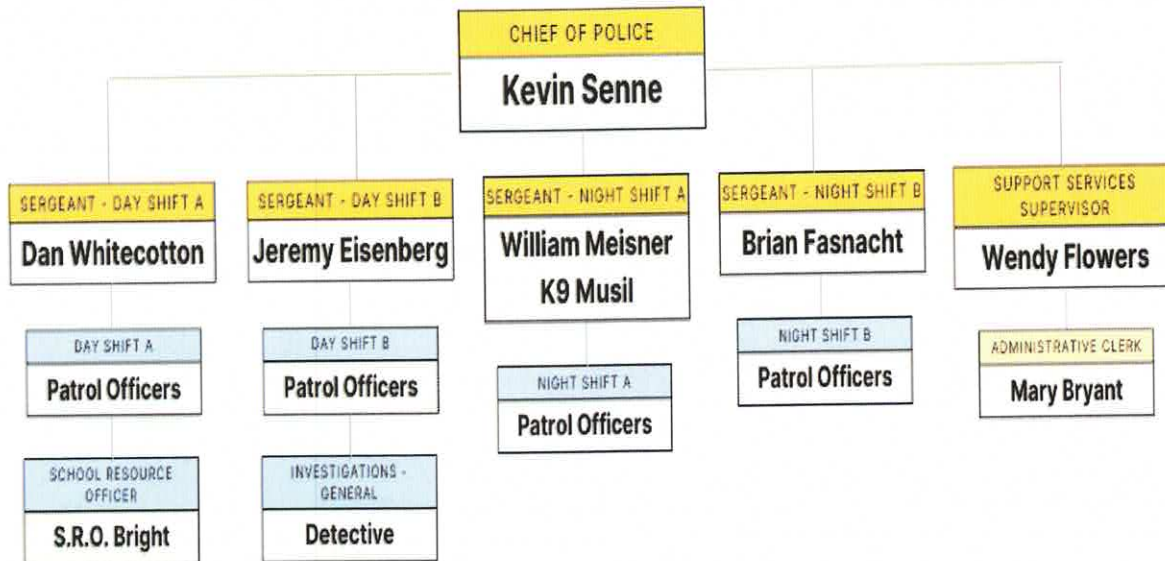 CHIEF OF POLICE
Kevin Senne
SERGEANT - DAY SHIFT A
Dan Whitecotton
DAY SHIFT A
Patrol Officers
SCHOOL RESOURCE
OFFICER
S.R.O. Bright
SERGEANT - DAY SHIFT B
Jeremy Eisenberg
DAY SHIFT B
Patrol Officers
INVESTIGATIONS -
GENERAL
Detective
SERGEANT - NIGHT SHIFT A
William Meisner
K9 Musil
NIGHT SHIFT A
Patrol Officers
SERGEANT - NIGHT SHIFT B
Brian Fasnacht
NIGHT SHIFT B
Patrol Officers
SUPPORT SERVICES
SUPERVISOR
Wendy Flowers
ADMINISTRATIVE CLERK
Mary Bryant